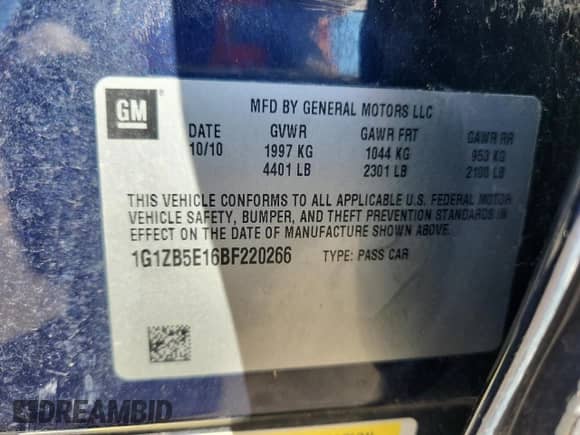 GM
MFD BY GENERAL MOTORS LLC
DATE GVWR GAWR FRT GAWR RR
10/10 1997 KG 1044 KG 953 KG
4401 LB 2301 LB 2100 LB
THIS VEHICLE CONFORMS TO ALL APPLICABLE U.S. FEDERAL MOTOR
VEHICLE SAFETY, BUMPER, AND THEFT PREVENTION STANDARDS IN
EFFECT ON THE DATE OF MANUFACTURE SHOWN ABOVE.
1G1ZB5E16BF220266 TYPE: PASS CAR
DREAMBID